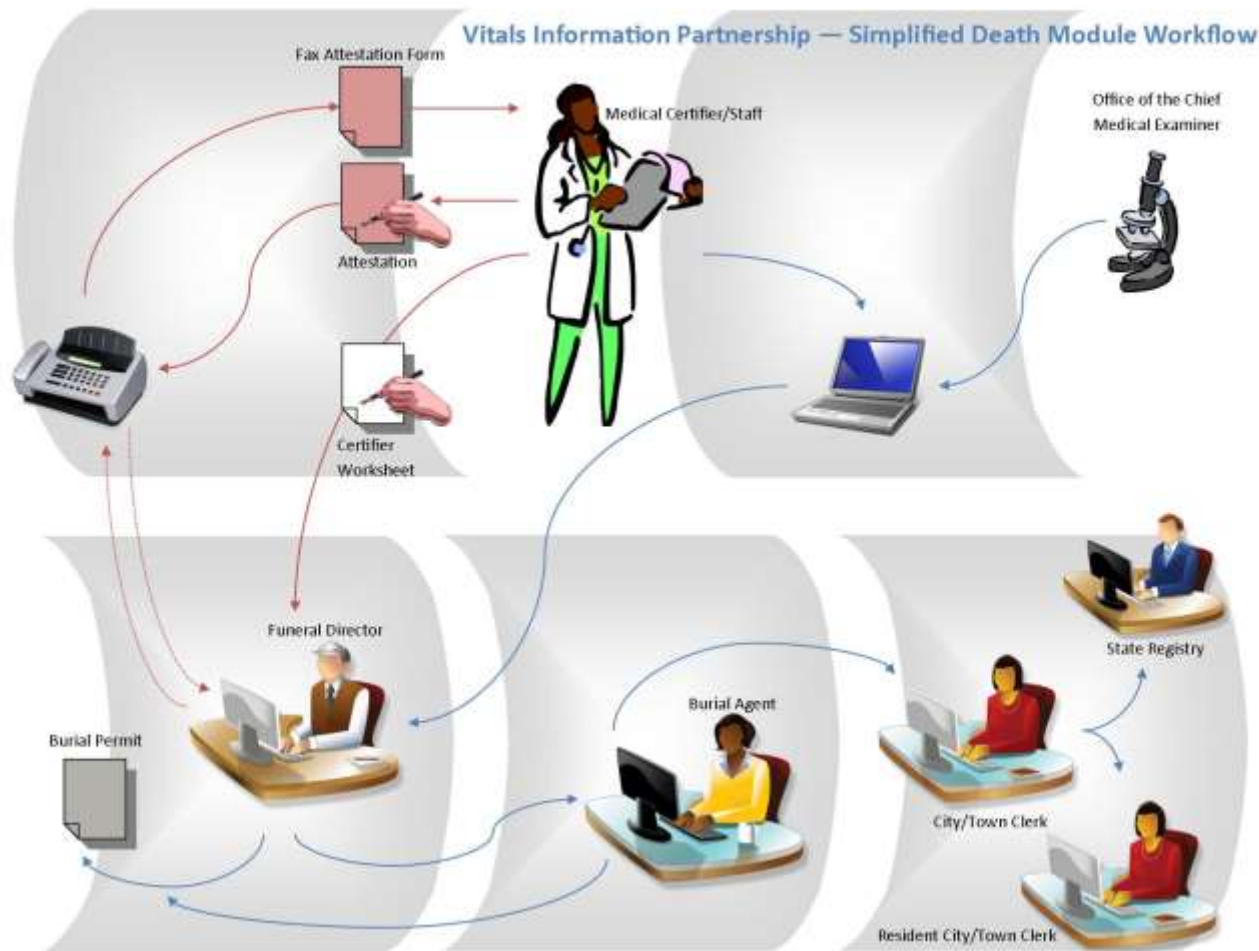 Vitals Information Partnership — Simplified Death Module Workflow
Fax Attestation Form
Medical Certifier/Staff
Office of the Chief
Medical Examiner
Attestation
Certifier
Worksheet
Funeral Director
State Registry
Burial Agent
Burial Permit
City/Town Clerk
Resident City/Town Clerk